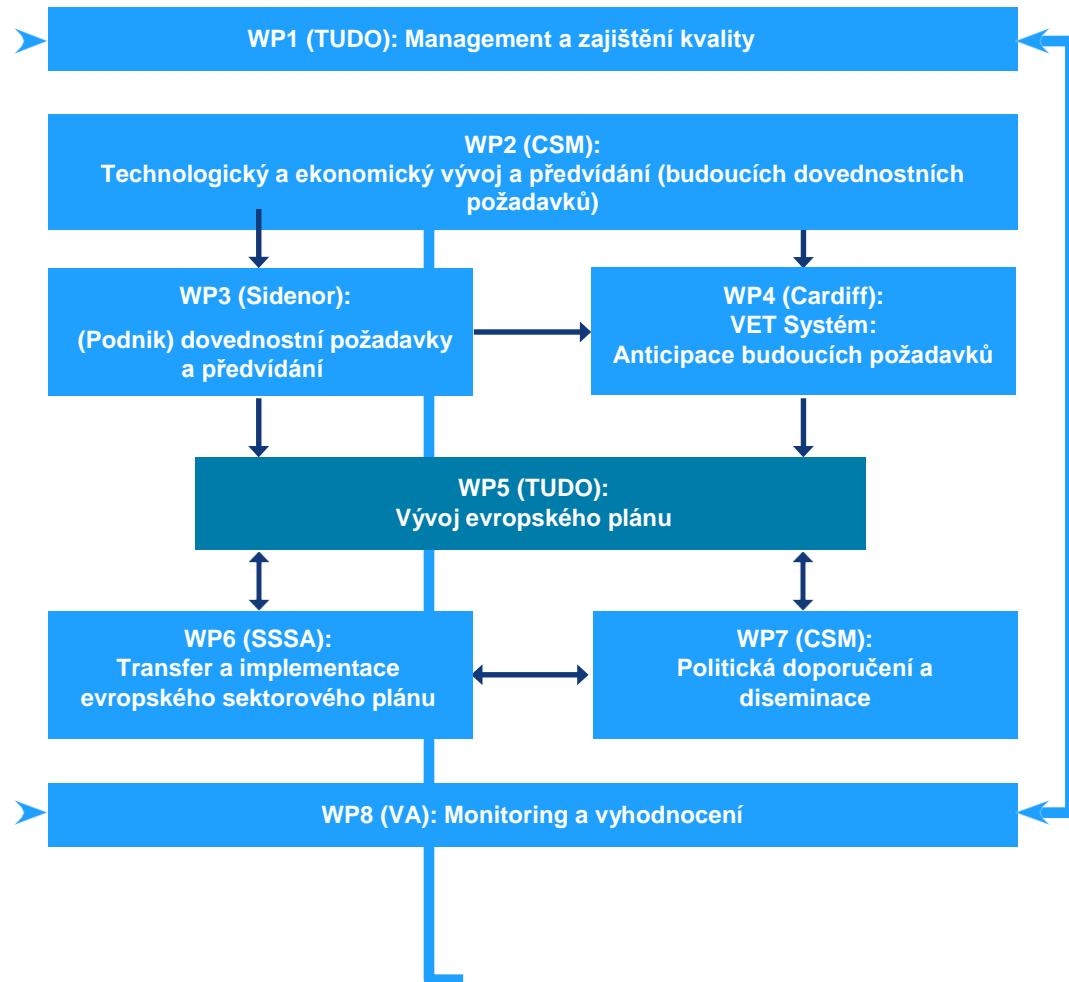 WP1 (TUDO): Management a zajištění kvality
WP2 (CSM):
Technologický a ekonomický vývoj a předvídání (budoucích dovednostních
požadavků)
WP3 (Sidenor):
(Podnik) dovednostní požadavky
a předvídání
WP4 (Cardiff):
VET Systém:
Anticipace budoucích požadavků
WP5 (TUDO):
Vývoj evropského plánu
WP6 (SSSA):
Transfer a implementace
evropského sektorového plánu
WP7 (CSM):
Politická doporučení a
diseminace
WP8 (VA): Monitoring a vyhodnocení